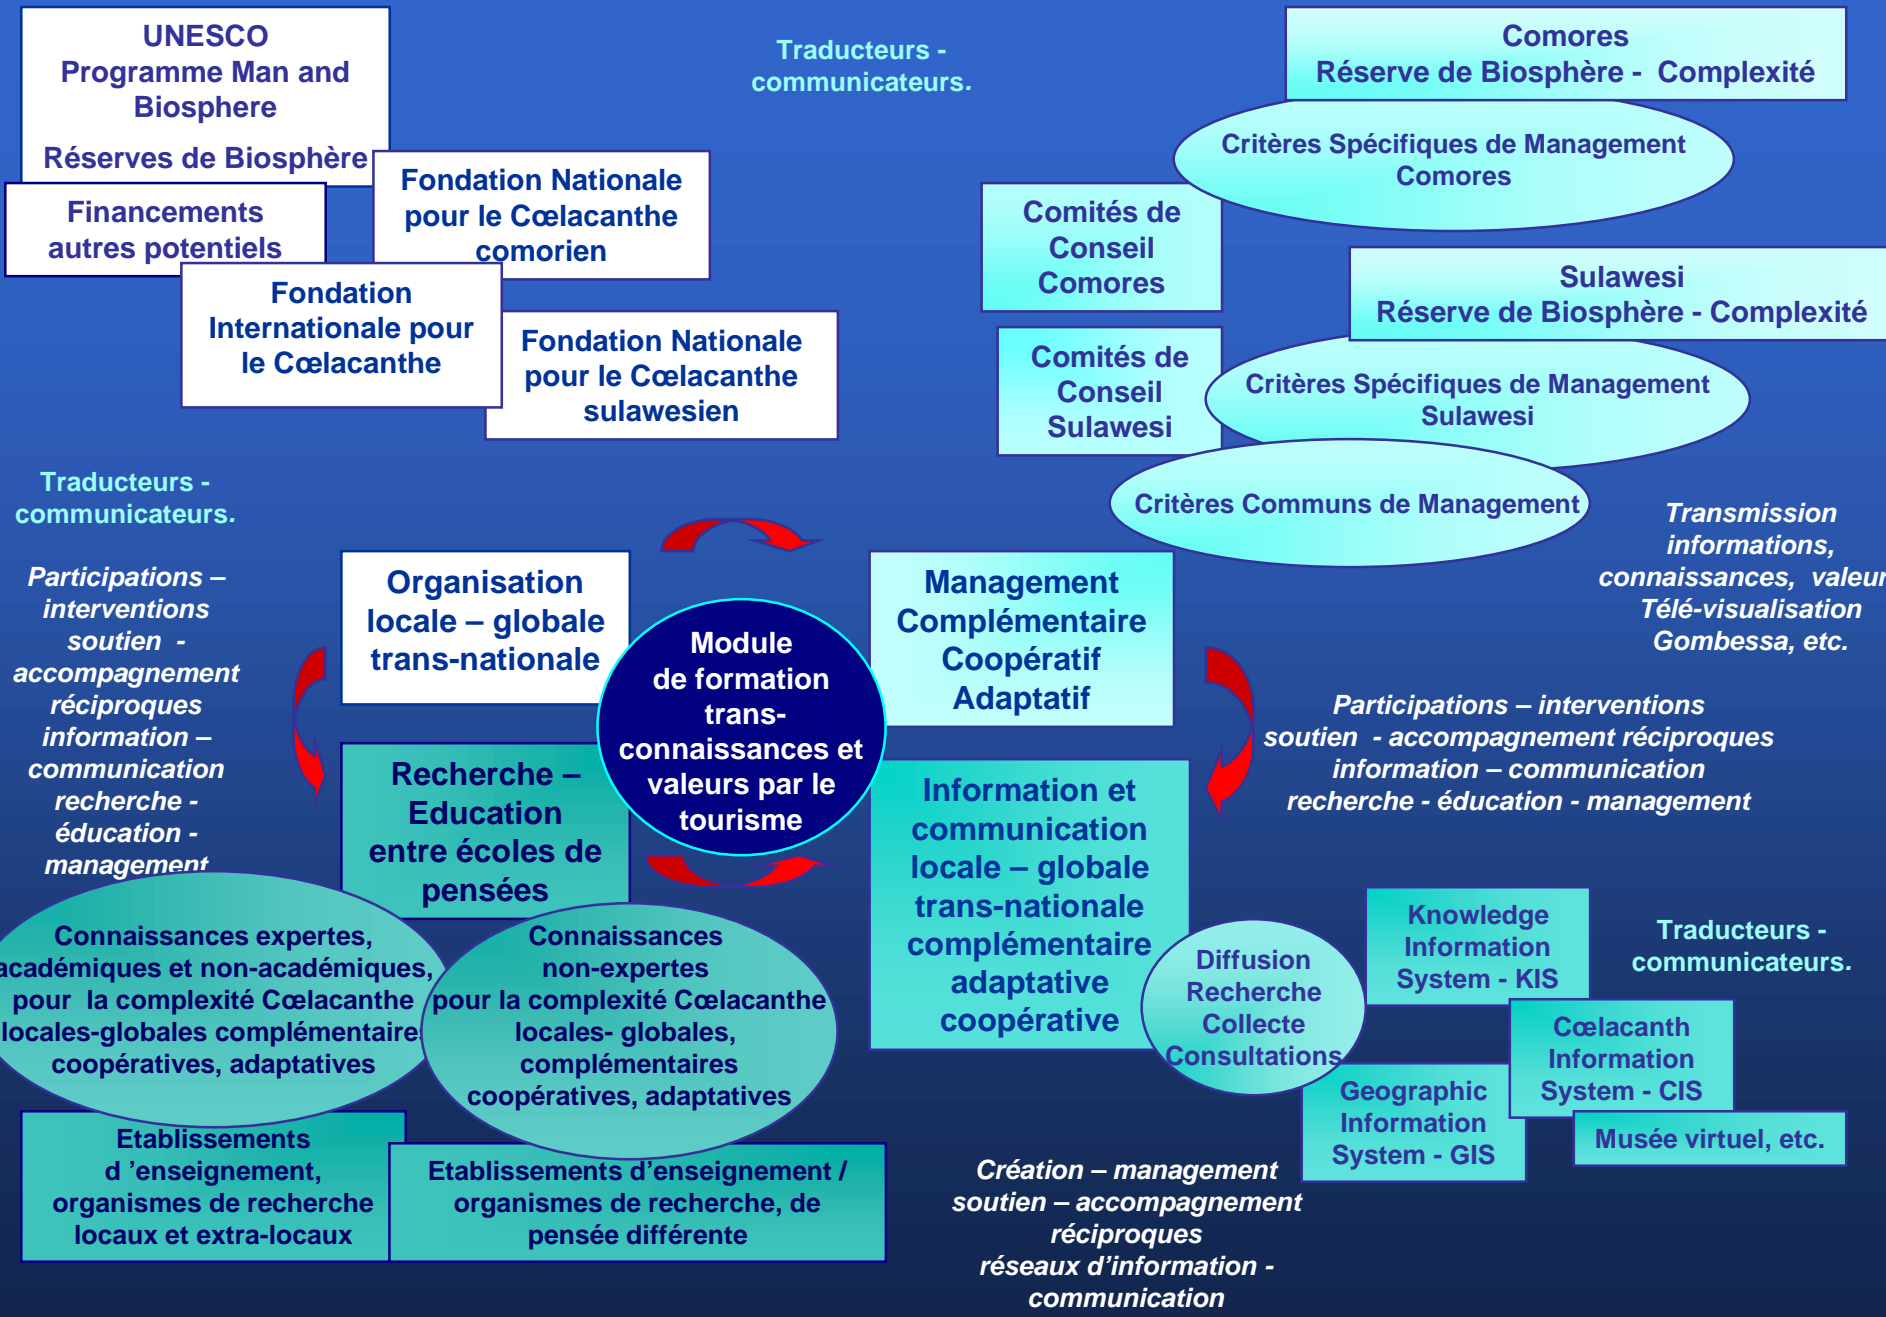 UNESCO
Programme Man and
Biosphere
Réserves de Biosphère
Financements
autres potentiels
Fondation Nationale
pour le Cœlacanthe
comorien
Fondation
Internationale pour
le Cœlacanthe
Fondation Nationale
pour le Cœlacanthe
sulawesien
Traducteurs -
communicateurs.
Comores
Réserve de Biosphère - Complexité
Critères Spécifiques de Management
Comores
Comités de
Conseil
Comores
Sulawesi
Réserve de Biosphère - Complexité
Comités de
Conseil
Sulawesi
Critères Spécifiques de Management
Sulawesi
Critères Communs de Management
Traducteurs -
communicateurs.
Participations –
interventions
soutien -
accompagnement
réciproques
information –
communication
recherche -
éducation -
management
Organisation
locale – globale
trans-nationale
Module
de formation
trans-
connaissances et
valeurs par le
tourisme
Management
Complémentaire
Coopératif
Adaptatif
Transmission
informations,
connaissances, valeur
Télé-visualisation
Gombessa, etc.
Participations – interventions
soutien - accompagnement réciproques
information – communication
recherche - éducation - management
Recherche –
Education
entre écoles de
pensées
Information et
communication
locale – globale
trans-nationale
complémentaire
adaptative
coopérative
Connaissances expertes,
académiques et non-académiques,
pour la complexité Cœlacanthe
locales-globales complémentaires
coopératives, adaptatives
Connaissances
non-expertes
pour la complexité Cœlacanthe
locales- globales,
complémentaires
coopératives, adaptatives
Etablissements
d ’enseignement,
organismes de recherche
locaux et extra-locaux
Etablissements d’enseignement /
organismes de recherche, de
pensée différente
Diffusion
Recherche
Collecte
Consultations
Knowledge
Information
System - KIS
Traducteurs -
communicateurs.
Cœlacanth
Information
System - CIS
Geographic
Information
System - GIS
Musée virtuel, etc.
Création – management
soutien – accompagnement
réciproques
réseaux d’information -
communication